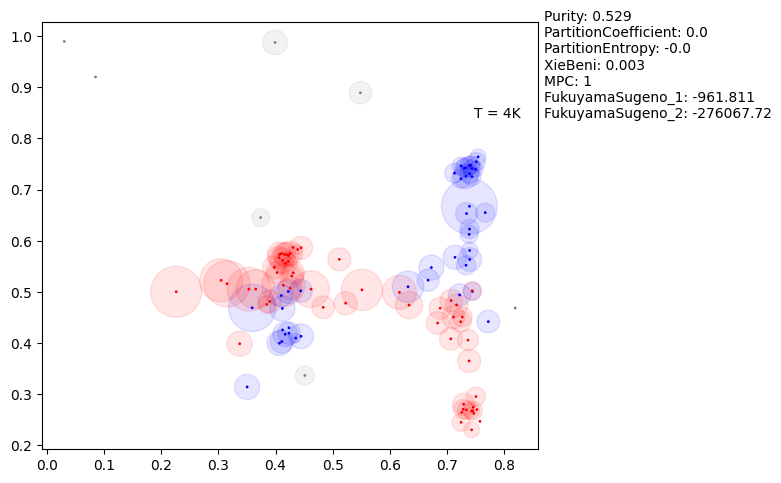 Purity: 0.529
PartitionCoefficient: 0.0
PartitionEntropy: -0.0
XieBeni: 0.003
MPC: 1
FukuyamaSugeno_1: -961.811
FukuyamaSugeno_2: -276067.72
T = 4K
1.0
0.9
0.8
0.7
0.6
0.5
0.4
0.3
0.2
0.0 0.1 0.2 0.3 0.4 0.5 0.6 0.7 0.8